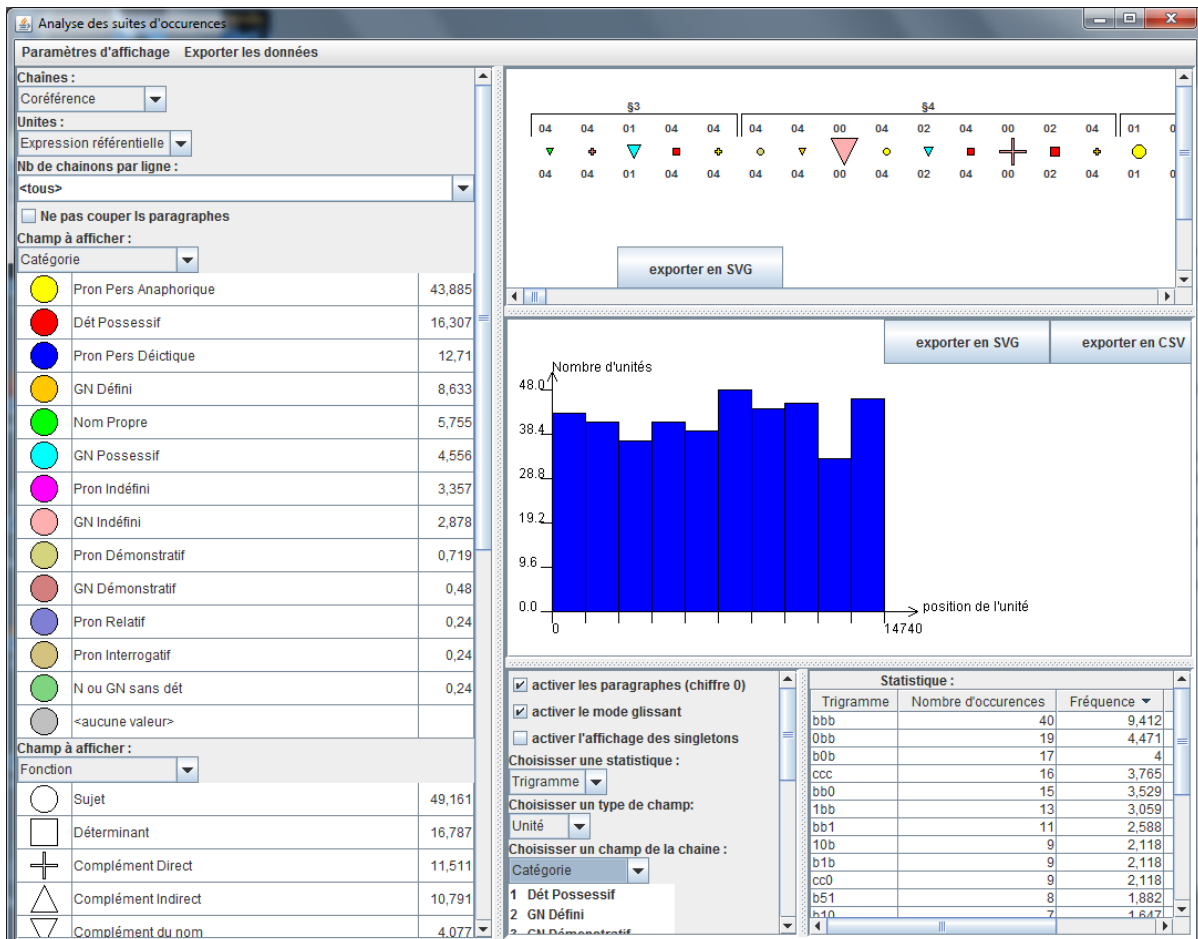 Analyse des suites d'occurences
Paramètres d'affichage Exporter les données
Chaînes :
Coréférence
Unites :
Expression référentielle
Nb de chainons par ligne :
<tous>
Ne pas couper ls paragraphes
Champ à afficher :
Catégorie
Pron Pers Anaphorique 43,885
Dét Possessif 16,307
Pron Pers Déictique 12,71
GN Défini 8,633
Nom Propre 5,755
GN Possessif 4,556
Pron Indéfini 3,357
GN Indéfini 2,878
Pron Démonstratif 0,719
GN Démonstratif 0,48
Pron Relatif 0,24
Pron Interrogatif 0,24
N ou GN sans dét 0,24
<aucune valeur>
Champ à afficher :
Fonction
Sujet 49,161
Déterminant 16,787
Complément Direct 11,511
Complément Indirect 10,791
Complément du nom 4,077
§3 §4
04 04 01 04 04 04 04 00 04 02 04 00 02 04 01 0
04 04 01 04 04 04 04 00 04 02 04 00 02 04 01 0
exporter en SVG
exporter en SVG exporter en CSV
Nombre d'unités
48.0
38.4
28.8
19.2
9.6
0.0
position de l'unité
0 14740
activer les paragraphes (chiffre 0)
activer le mode glissant
activer l'affichage des singletons
Choisisser une statistique :
Trigramme
Choisisser un type de champ:
Unité
Choisisser un champ de la chaine :
Catégorie
1 Dét Possessif
2 GN Défini
3 GN Démonstratif
Statistique :
Trigramme Nombre d'occurences Fréquence
bbb 40 9,412
0bb 19 4,471
b0b 17 4
ccc 16 3,765
bb0 15 3,529
1bb 13 3,059
bb1 11 2,588
10b 9 2,118
b1b 9 2,118
cc0 9 2,118
b51 8 1,882
b10 7 1,647